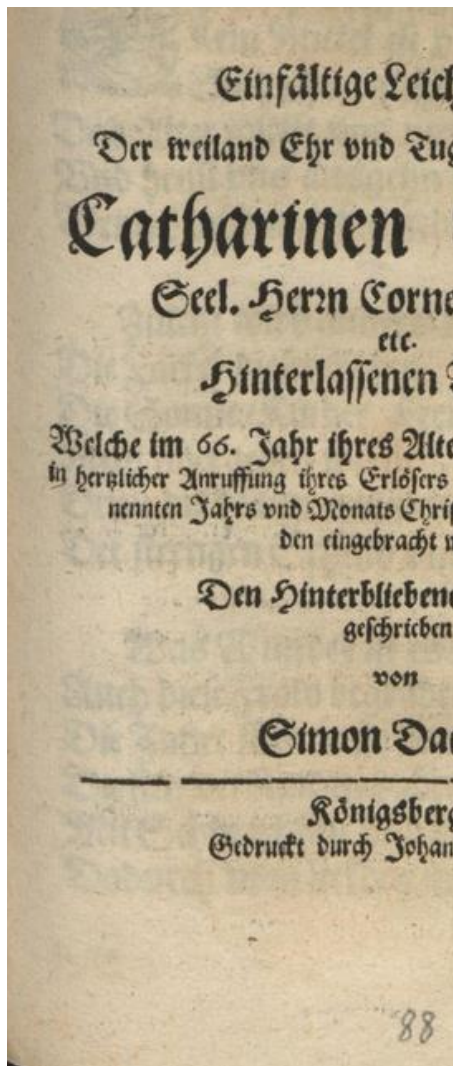 Einfältige Leich
Der weiland Ehr vnd Tug
Catharinen
Seel. Herrn Corne
etc.
Hinterlassenen
Welche im 66. Jahr ihres Alte
in hertzlicher Anruffung ihres Erlösers
nennten Jahrs vnd Monats Chris
den eingebracht w
Den Hinterbliebene
geschrieben
von
Simon Dac
Königsberg
Gedruckt durch Johan
88